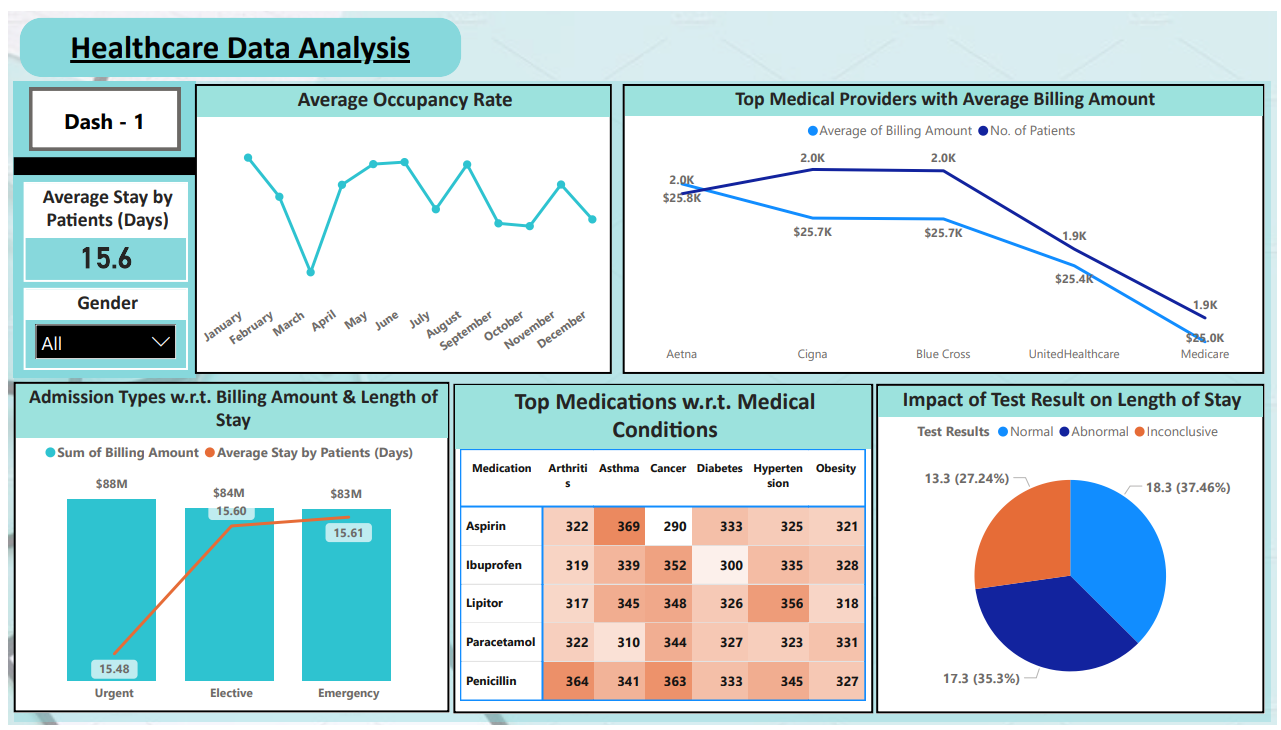 Healthcare Data Analysis
Dash - 1
Average Stay by
Patients (Days)
15.6
Gender
All
Average Occupancy Rate
January
February
March
April
May
June
July
August
September
October
November
December
Top Medical Providers with Average Billing Amount
Average of Billing Amount No. of Patients
2.0K
$25.8K
2.0K
$25.7K
2.0K
$25.7K
1.9K
$25.4K
1.9K
$25.0K
Aetna Cigna Blue Cross UnitedHealthcare Medicare
Admission Types w.r.t. Billing Amount & Length of
Stay
Sum of Billing Amount Average Stay by Patients (Days)
$88M $84M $83M
15.60
15.61
15.48
Urgent Elective Emergency
Top Medications w.r.t. Medical
Conditions
Medication Arthriti Asthma Cancer Diabetes Hyperten Obesity
s sion
Aspirin 322 369 290 333 325 321
Ibuprofen 319 339 352 300 335 328
Lipitor 317 345 348 326 356 318
Paracetamol 322 310 344 327 323 331
Penicillin 364 341 363 333 345 327
Impact of Test Result on Length of Stay
Test Results Normal Abnormal Inconclusive
13.3 (27.24%)
18.3 (37.46%)
17.3 (35.3%)